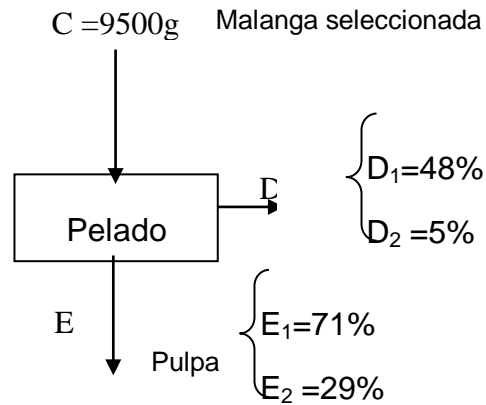 C =9500g Malanga seleccionada
D
D₁=48%
D₂ =5%
Pelado
E
Pulpa
E₁=71%
E₂ =29%